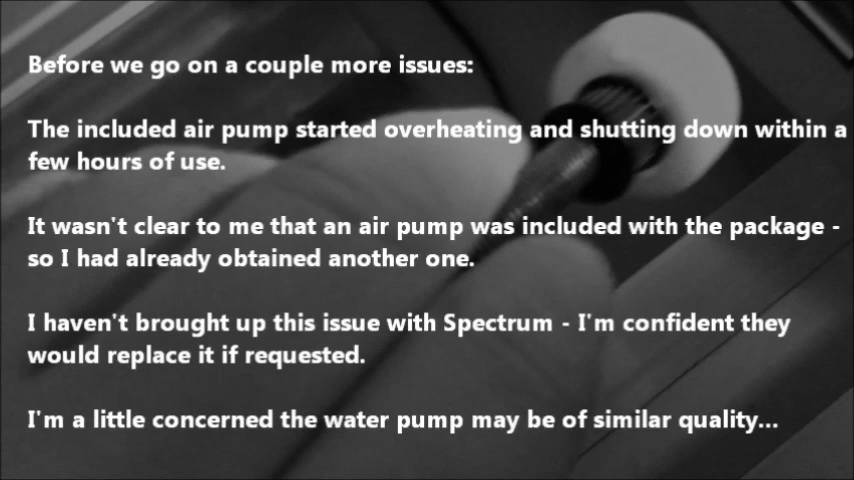 Before we go on a couple more issues:
The included air pump started overheating and shutting down within a
few hours of use.
It wasn't clear to me that an air pump was included with the package -
so I had already obtained another one.
I haven't brought up this issue with Spectrum - I'm confident they
would replace it if requested.
I'm a little concerned the water pump may be of similar quality...